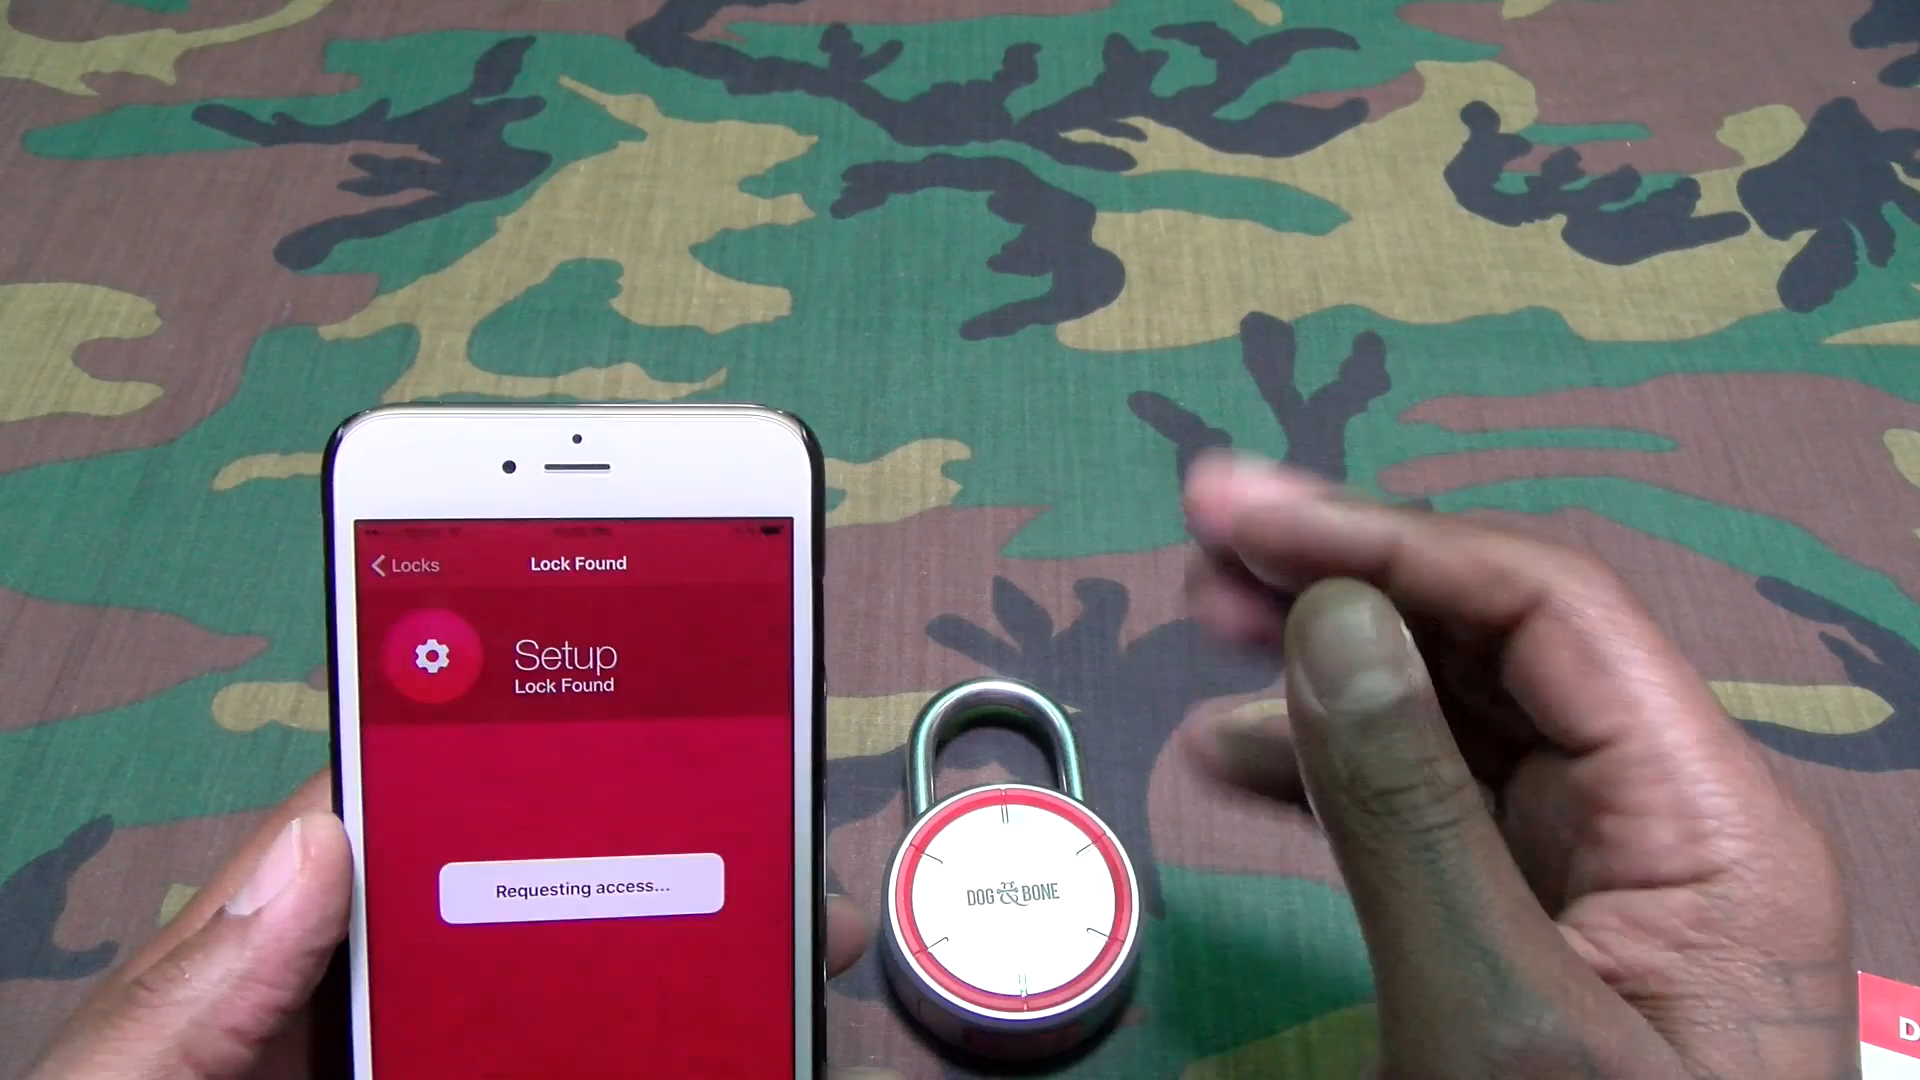 Locks
Lock Found
Setup
Lock Found
Requesting access...
DOG & BONE
D